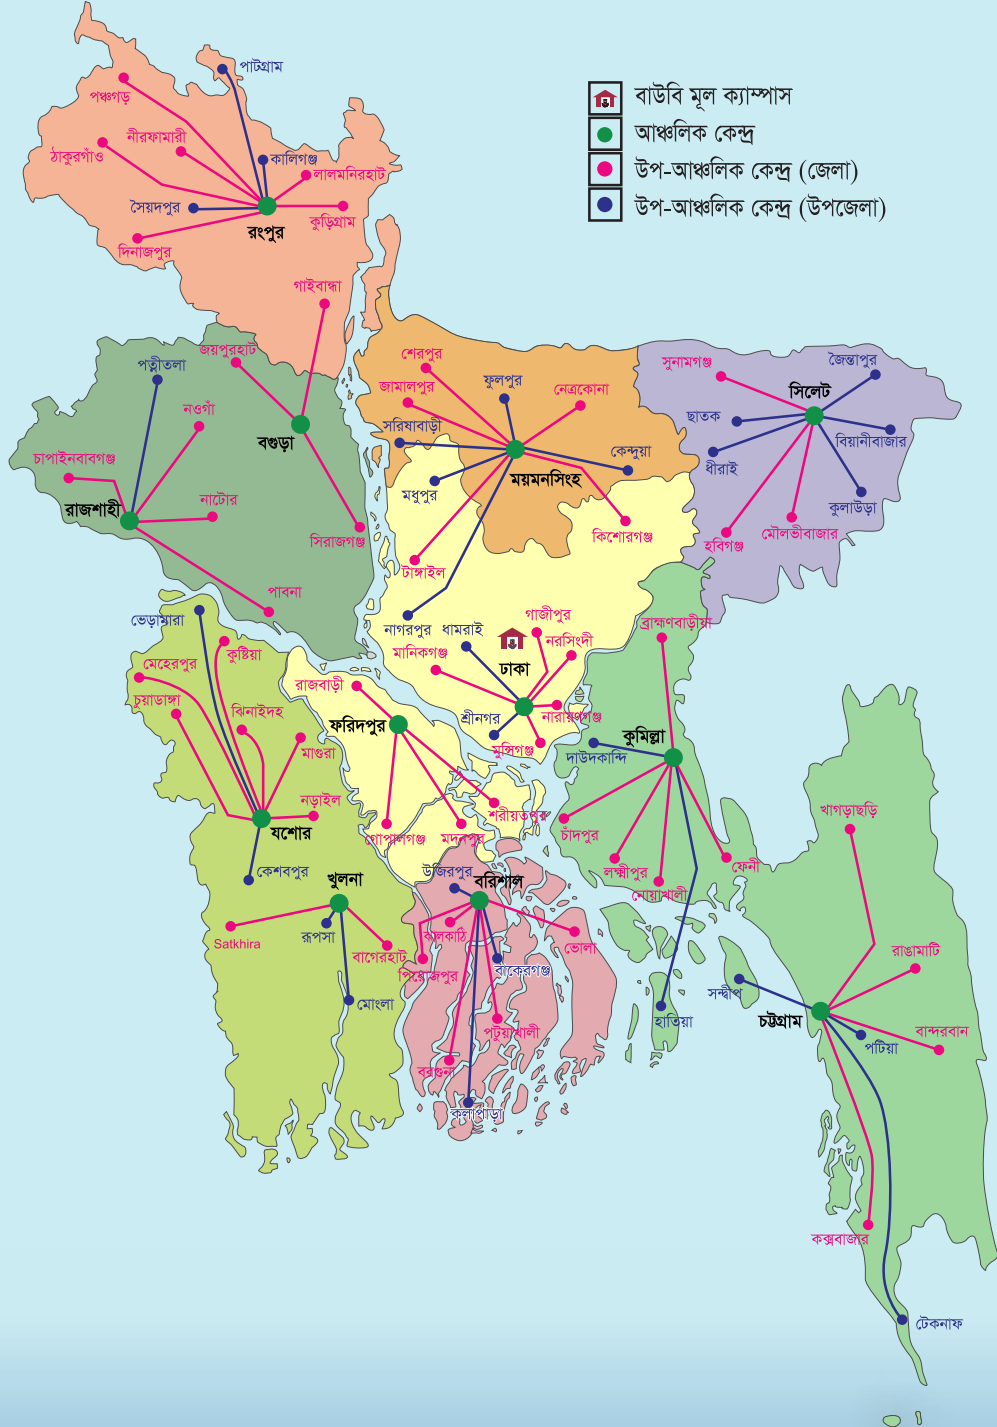 পাটগ্রাম
পঞ্চগড়
নীরফামারী
ঠাকুরগাঁও
কালিগঞ্জ
লালমনিরহাট
সৈয়দপুর
কুড়িগ্রাম
রংপুর
দিনাজপুর
গাইবান্ধা
বাউবি মূল ক্যাম্পাস
আঞ্চলিক কেন্দ্র
উপ-আঞ্চলিক কেন্দ্র (জেলা)
উপ-আঞ্চলিক কেন্দ্র (উপজেলা)
জয়পুরহাট
পত্নীতলা
নওগাঁ
বগুড়া
চাপাইনবাবগঞ্জ
নাটোর
রাজশাহী
সিরাজগঞ্জ
পাবনা
শেরপুর
জামালপুর
ফুলপুর
নেত্রকোনা
সরিষাবাড়ী
কেন্দুয়া
মধুপুর
ময়মনসিংহ
কিশোরগঞ্জ
টাঙ্গাইল
নাগরপুর
সুনামগঞ্জ
জৈন্তাপুর
সিলেট
ছাতক
বিয়ানীবাজার
ধীরাই
কুলাউড়া
হবিগঞ্জ
মৌলভীবাজার
ধামরাই
গাজীপুর
নরসিংদী
মানিকগঞ্জ
ঢাকা
শ্রীনগর
নারায়ণগঞ্জ
মুন্সিগঞ্জ
ভেড়ামারা
কুষ্টিয়া
মেহেরপুর
চুয়াডাঙ্গা
ঝিনাইদহ
মাগুরা
নড়াইল
যশোর
কেশবপুর
রাজবাড়ী
ফরিদপুর
শরীয়তপুর
গোপালগঞ্জ
মদনপুর
ব্রাহ্মণবাড়ীয়া
কুমিল্লা
দাউদকান্দি
চাঁদপুর
লক্ষ্মীপুর
নোয়াখালী
ফেনী
হাতিয়া
খুলনা
Satkhira
রূপসা
বাগেরহাট
মোংলা
উজিরপুর
বরিশাল
ঝালকাঠি
ভোলা
পিরোজপুর
বাকেরগঞ্জ
পটুয়াখালী
বরগুনা
কলাপাড়া
খাগড়াছড়ি
রাঙামাটি
সন্দ্বীপ
চট্টগ্রাম
বান্দরবান
পটিয়া
কক্সবাজার
টেকনাফ